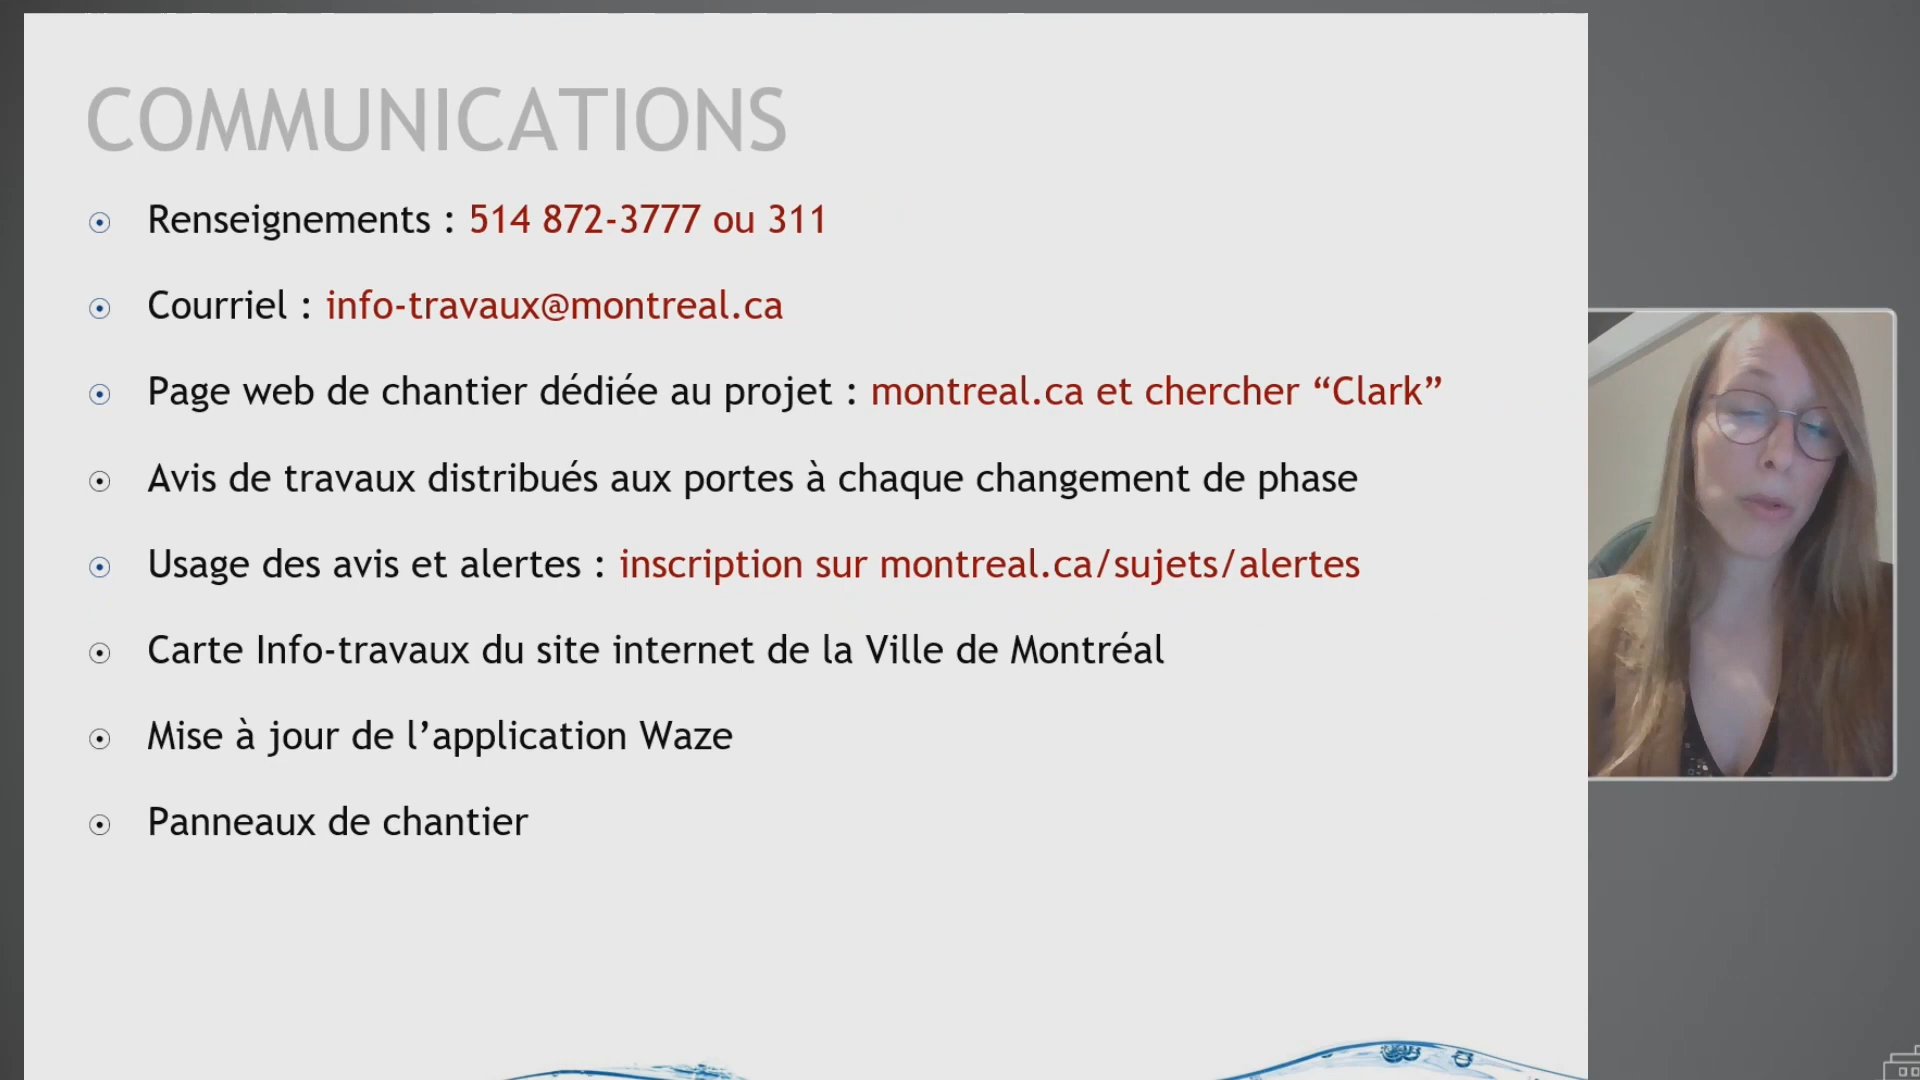 COMMUNICATIONS
Renseignements : 514 872-3777 ou 311
Courriel : info-travaux@montreal.ca
Page web de chantier dédiée au projet : montreal.ca et chercher “Clark”
Avis de travaux distribués aux portes à chaque changement de phase
Usage des avis et alertes : inscription sur montreal.ca/sujets/alertes
Carte Info-travaux du site internet de la Ville de Montréal
Mise à jour de l’application Waze
Panneaux de chantier